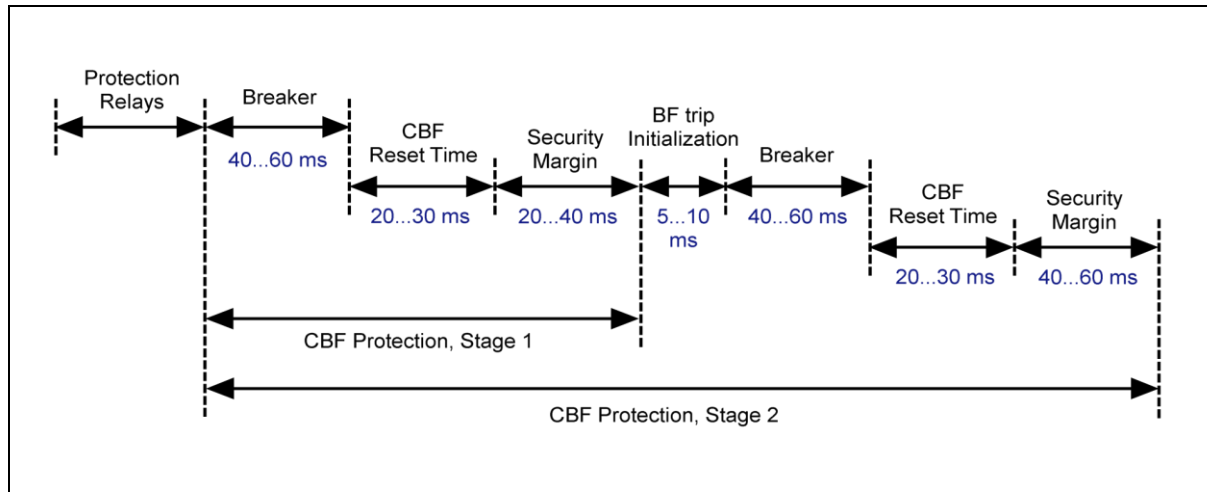 Protection
Relays
Breaker
40...60 ms
CBF
Reset Time
20...30 ms
Security
Margin
20...40 ms
BF trip
Initialization
5...10
ms
Breaker
40...60 ms
CBF
Reset Time
20...30 ms
Security
Margin
40...60 ms
CBF Protection, Stage 1
CBF Protection, Stage 2